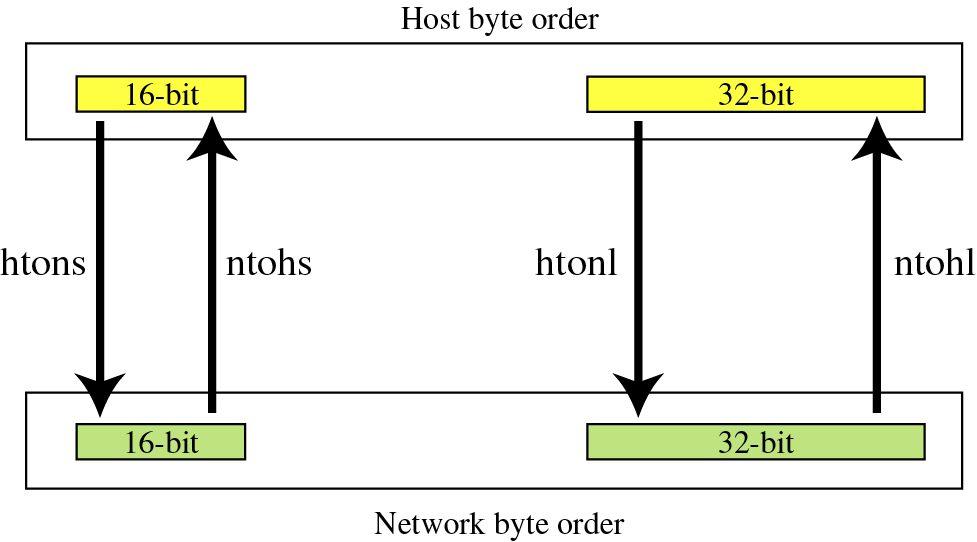 Host byte order
16-bit
32-bit
htons
ntohs
htonl
ntohl
16-bit
32-bit
Network byte order